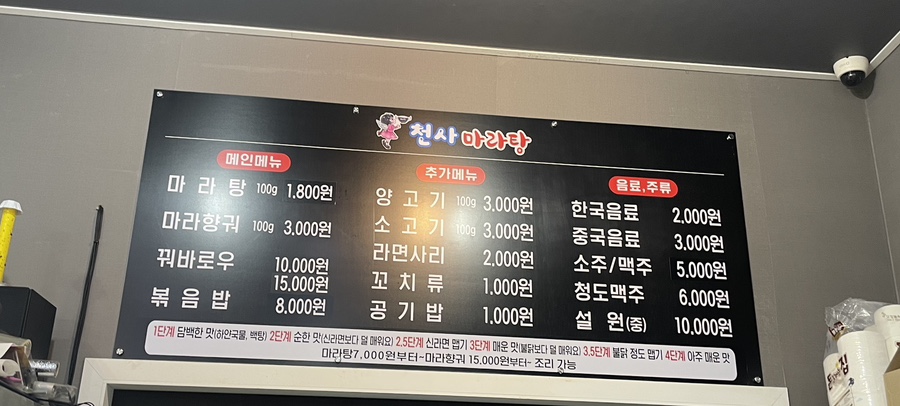 천사 마라탕
메인메뉴
마라탕 100g 1.800원
마라향궈 100g 3,000원
꿔바로우 10,000원
15,000원
볶음밥 8,000원
추가메뉴
양고기 100g 3,000원
소고기 100g 3,000원
라면사리 2,000원
꼬치류 1,000원
공기밥 1,000원
음료,주류
한국음료 2,000원
중국음료 3,000원
소주/맥주 5,000원
청도맥주 6,000원
설원(중) 10,000원
1단계 담백한 맛(하얀국물, 백탕) 2단계 순한 맛(신라면보다 덜 매워요) 2.5단계 신라면 맵기 3단계 매운 맛(불닭보다 덜 매워요) 3.5단계 불닭 정도 맵기 4단계 아주 매운 맛
마라탕7,000원부터~마라향궈 15,000원부터~ 조리 가능